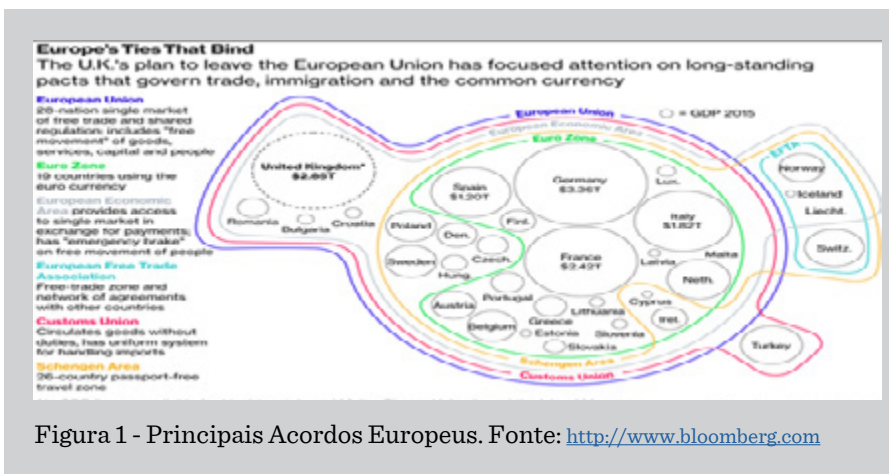 Europe's Ties That Bind
The U.K.'s plan to leave the European Union has focused attention on long-standing
pacts that govern trade, immigration and the common currency
European Union
28-nation single market
of free trade and shared
regulation; includes "free
movement" of goods,
services, capital and people
Euro Zone
19 countries using the
euro currency
European Economic
Area provides access
to single market in
exchange for payments;
has "emergency brake"
on free movement of people
European Free Trade
Association
Free-trade zone and
network of agreements
with other countries
Customs Union
Circulates goods without
duties, has uniform system
for handling imports
Schengen Area
26-country passport-free
travel zone
European Union
= GDP 2015
European Economic Area
Euro Zone
EFTA
United Kingdom*
$2.85T
Romania
Bulgaria
Croatia
Spain
$1.20T
Germany
$3.36T
Lux.
Norway
Iceland
Liecht.
Switz.
Poland
Den.
Finl.
Italy
$1.82T
Sweden
Czech.
Hung.
France
$2.42T
Latvia
Malta
Neth.
Austria
Portugal
Lithuania
Cyprus
Belgium
Greece
Estonia
Slovenia
Irel.
Slovakia
Turkey
Schengen Area
Customs Union
Figura 1 - Principais Acordos Europeus. Fonte: http://www.bloomberg.com